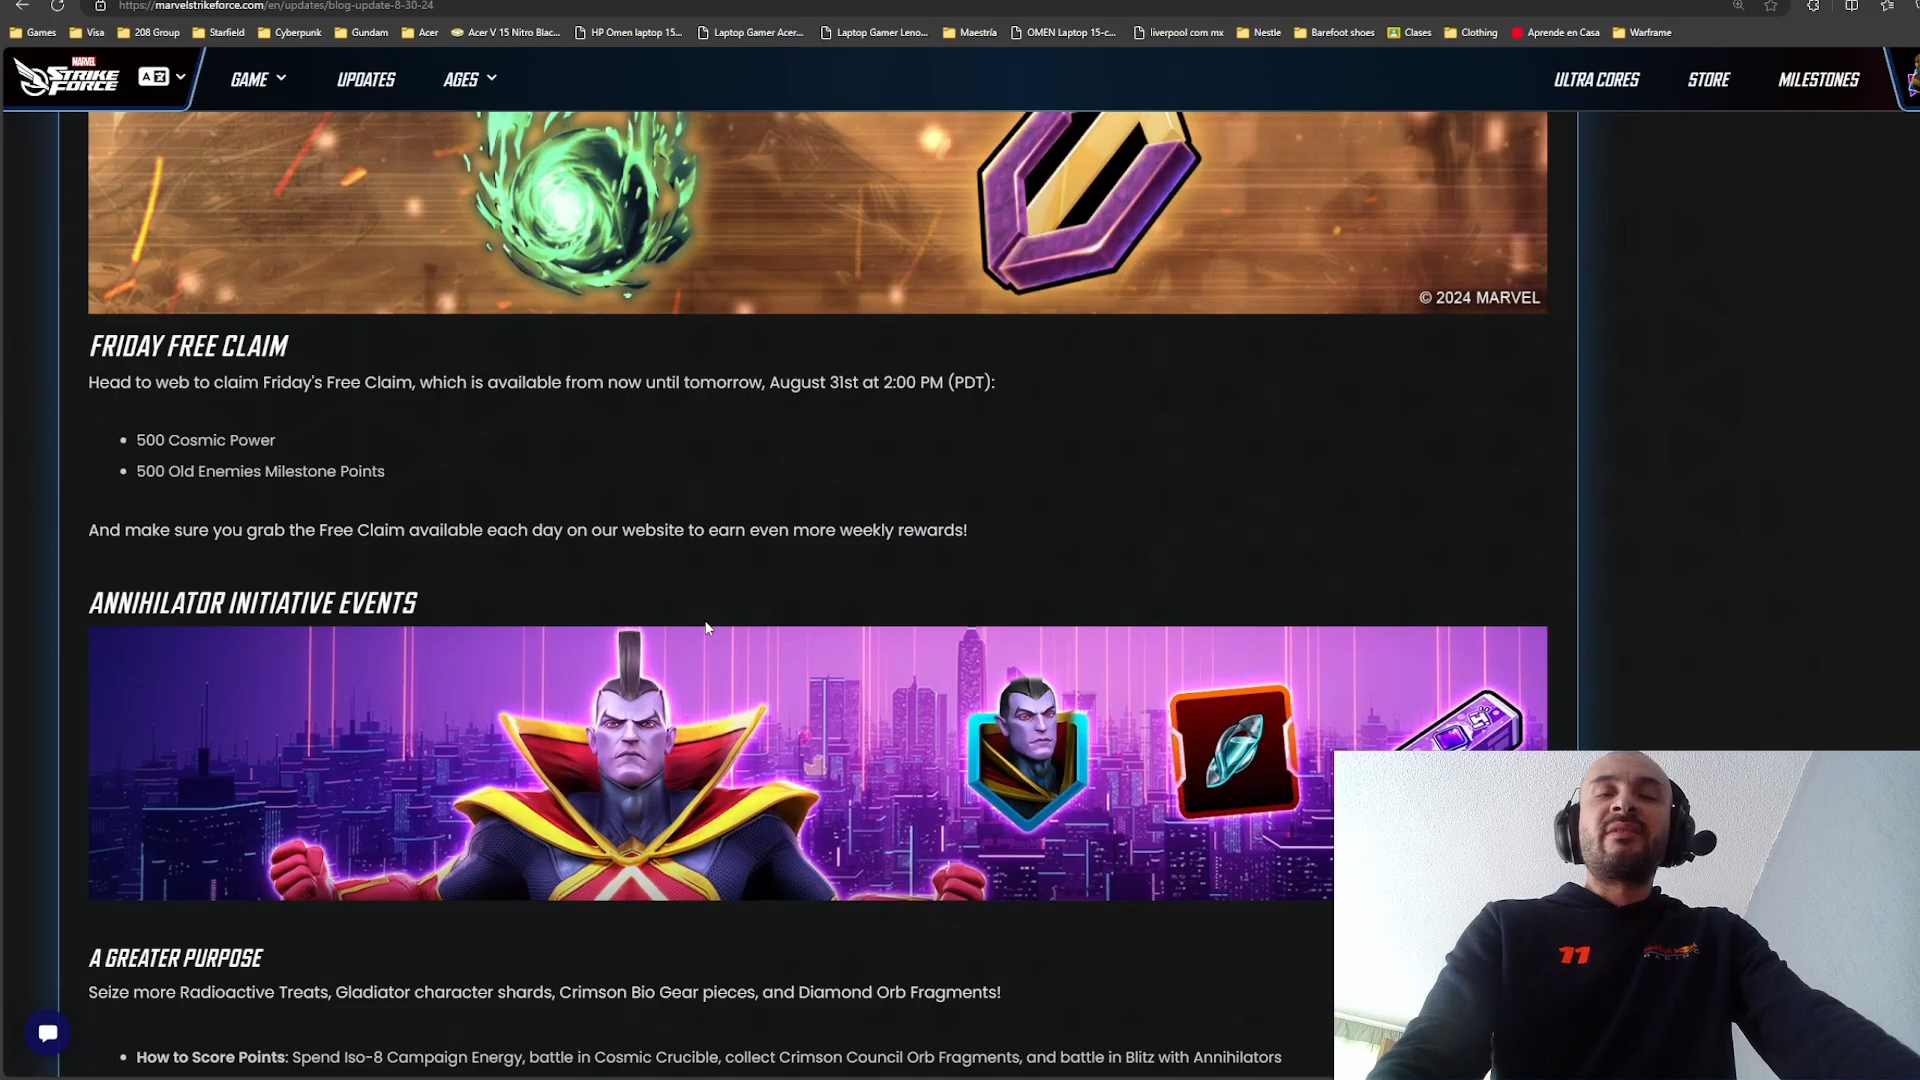 https://marvelstrikeforce.com/en/updates/blog-update-8-30-24
Games Visa 208 Group Starfield Cyberpunk Gundam Acer Acer V 15 Nitro Blac... HP Omen laptop 15... Laptop Gamer Acer... Laptop Gamer Leno... Maestría OMEN Laptop 15-c... liverpool com mx Nestle Barefoot shoes Clases Clothing Aprende en Casa Warframe
MARVEL
STRIKE FORCE
GAME UPDATES AGES ULTRA CORES STORE MILESTONES
© 2024 MARVEL
FRIDAY FREE CLAIM
Head to web to claim Friday's Free Claim, which is available from now until tomorrow, August 31st at 2:00 PM (PDT):
• 500 Cosmic Power
• 500 Old Enemies Milestone Points
And make sure you grab the Free Claim available each day on our website to earn even more weekly rewards!
ANNIHILATOR INITIATIVE EVENTS
A GREATER PURPOSE
Seize more Radioactive Treats, Gladiator character shards, Crimson Bio Gear pieces, and Diamond Orb Fragments!
• How to Score Points: Spend Iso-8 Campaign Energy, battle in Cosmic Crucible, collect Crimson Council Orb Fragments, and battle in Blitz with Annihilators
11
RACING